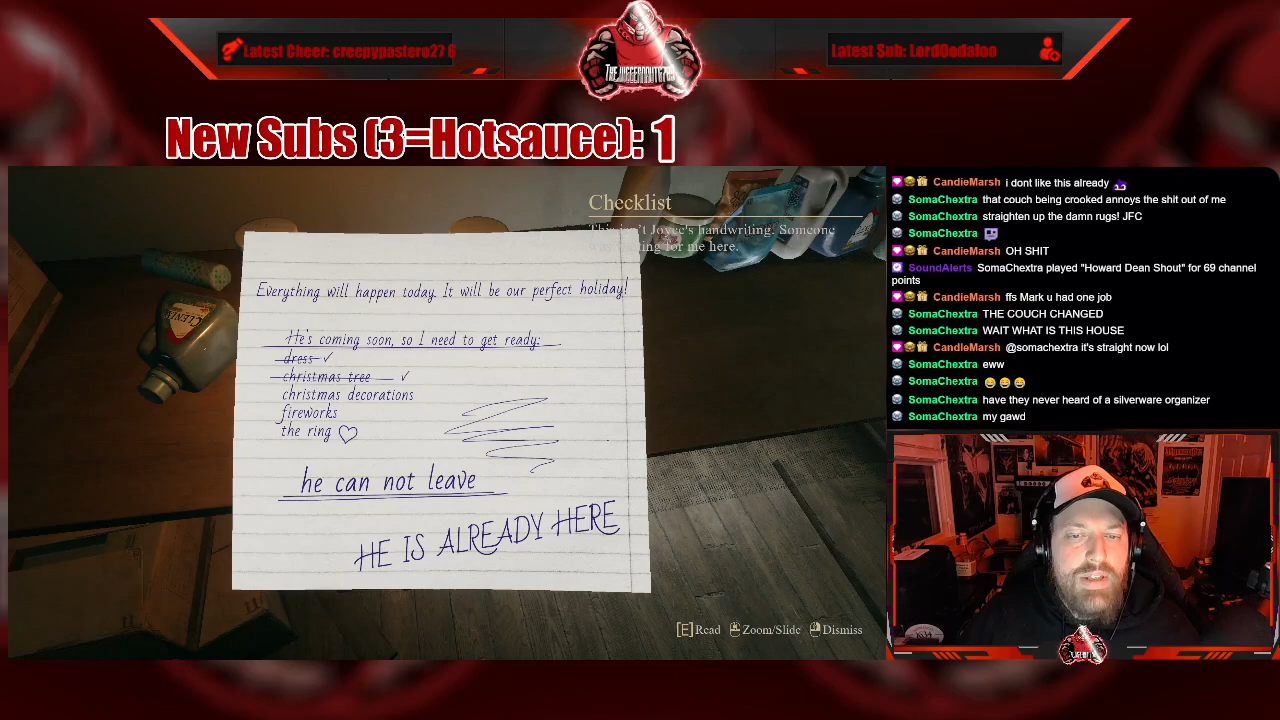 Latest Cheer: creepypastero27 6
THEJUGGERNAUT6790
Latest Sub: LordOodaloo
New Subs (3=Hotsauce): 1
Checklist
This isn't Joyce's handwriting. Someone
was waiting for me here.
Everything will happen today. It will be our perfect holiday!
He's coming soon, so I need to get ready:
dress ✓
christmas tree ✓
christmas decorations
fireworks
the ring ♡
he can not leave
HE IS ALREADY HERE
[E]Read Zoom/Slide Dismiss
CandieMarsh i dont like this already
SomaChextra that couch being crooked annoys the shit out of me
SomaChextra straighten up the damn rugs! JFC
SomaChextra
CandieMarsh OH SHIT
SoundAlerts SomaChextra played "Howard Dean Shout" for 69 channel
points
CandieMarsh ffs Mark u had one job
SomaChextra THE COUCH CHANGED
SomaChextra WAIT WHAT IS THIS HOUSE
CandieMarsh @somachextra it's straight now lol
SomaChextra eww
SomaChextra 😂 😂 😂
SomaChextra have they never heard of a silverware organizer
SomaChextra my gawd